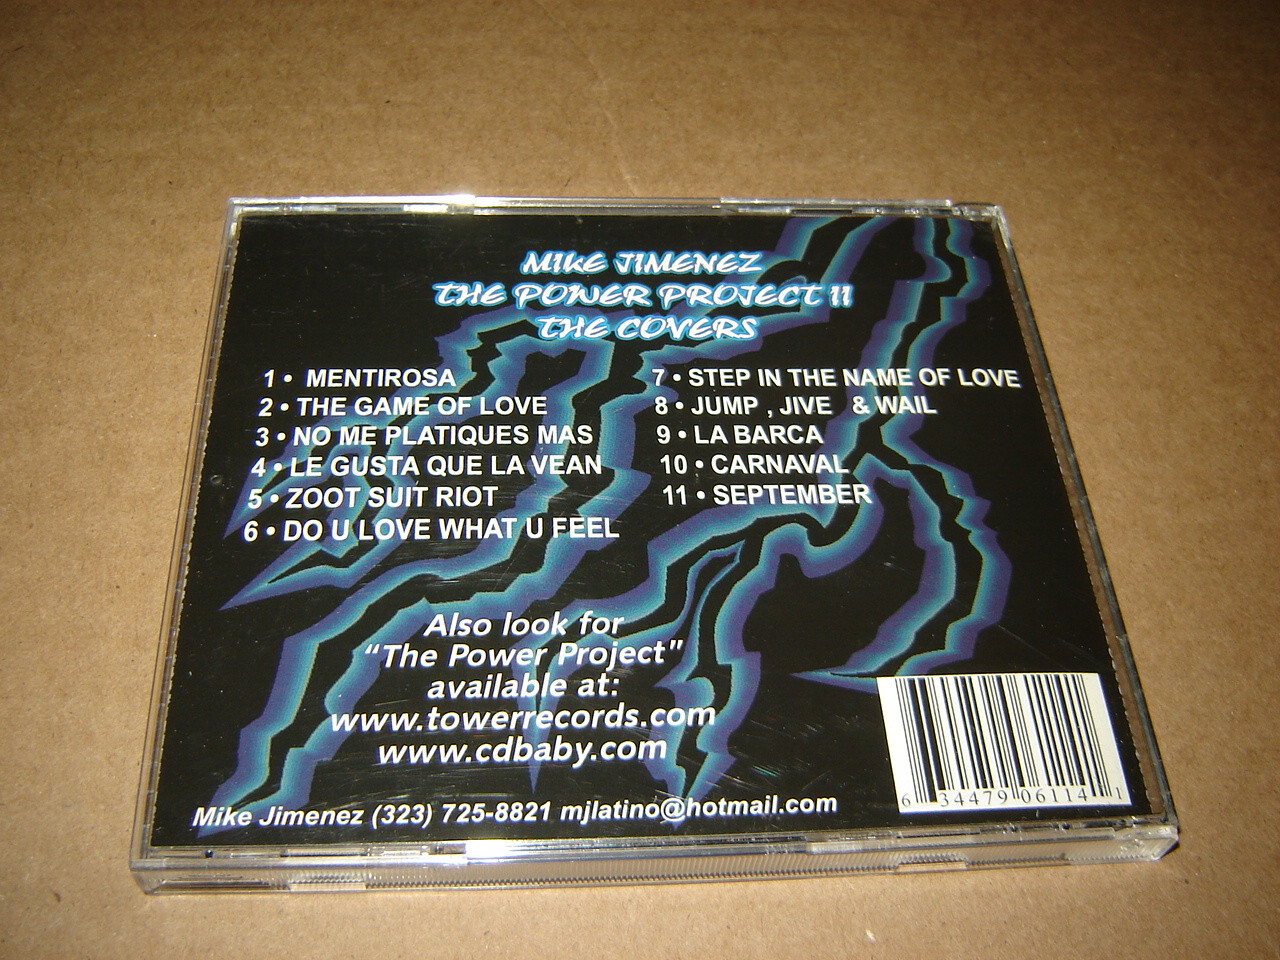 MIKE JIMENEZ
THE POWER PROJECT II
THE COVERS
1 • MENTIROSA
2 • THE GAME OF LOVE
3 • NO ME PLATIQUES MAS
4 • LE GUSTA QUE LA VEAN
5 • ZOOT SUIT RIOT
6 • DO U LOVE WHAT U FEEL
7 • STEP IN THE NAME OF LOVE
8 • JUMP , JIVE & WAIL
9 • LA BARCA
10 • CARNAVAL
11 • SEPTEMBER
Also look for
“The Power Project”
available at:
www.towerrecords.com
www.cdbaby.com
Mike Jimenez (323) 725-8821 mjlatino@hotmail.com
6 34479 06114 1